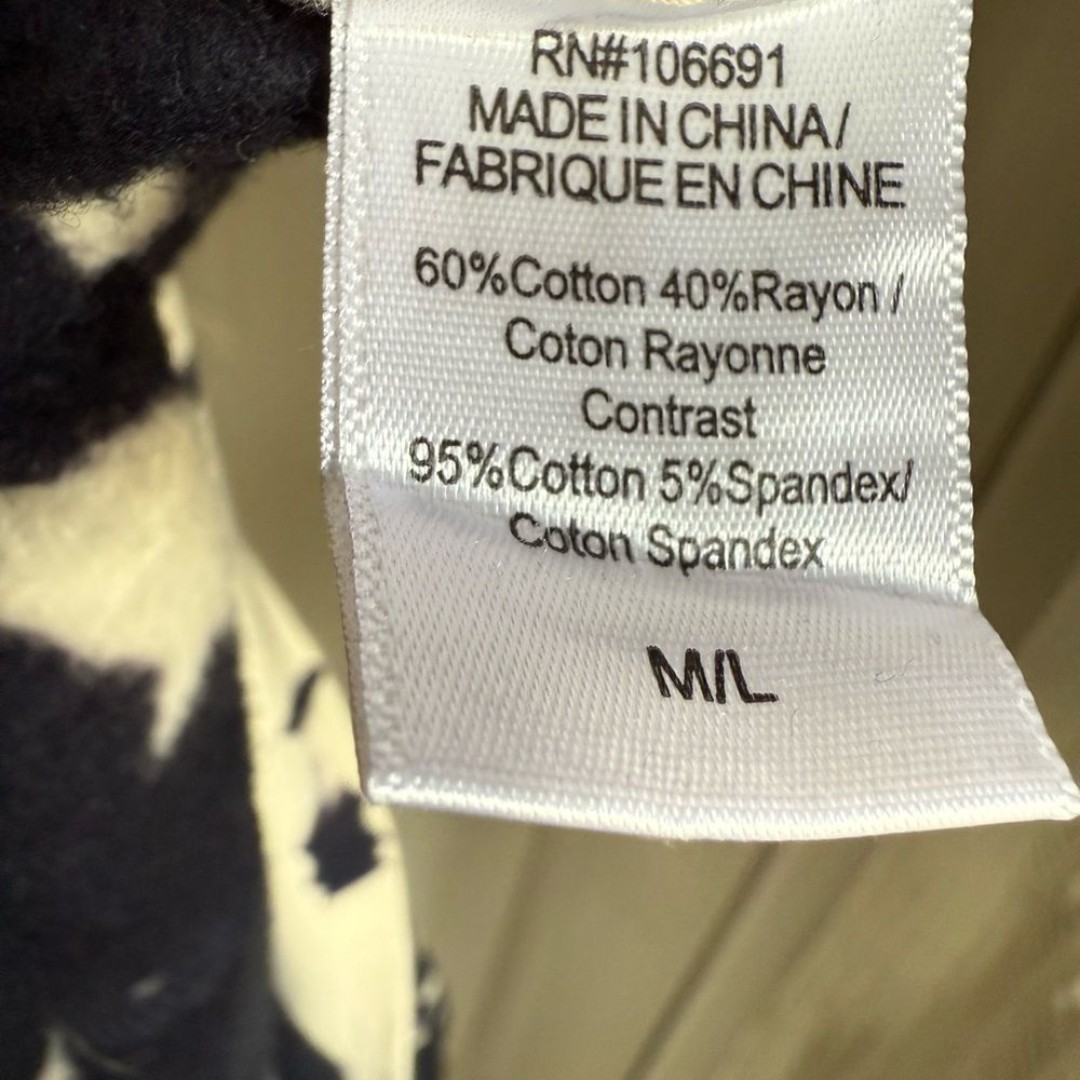 RN#106691
MADE IN CHINA/
FABRIQUE EN CHINE
60%Cotton 40%Rayon /
Coton Rayonne
Contrast
95%Cotton 5%Spandex/
Coton Spandex
M/L